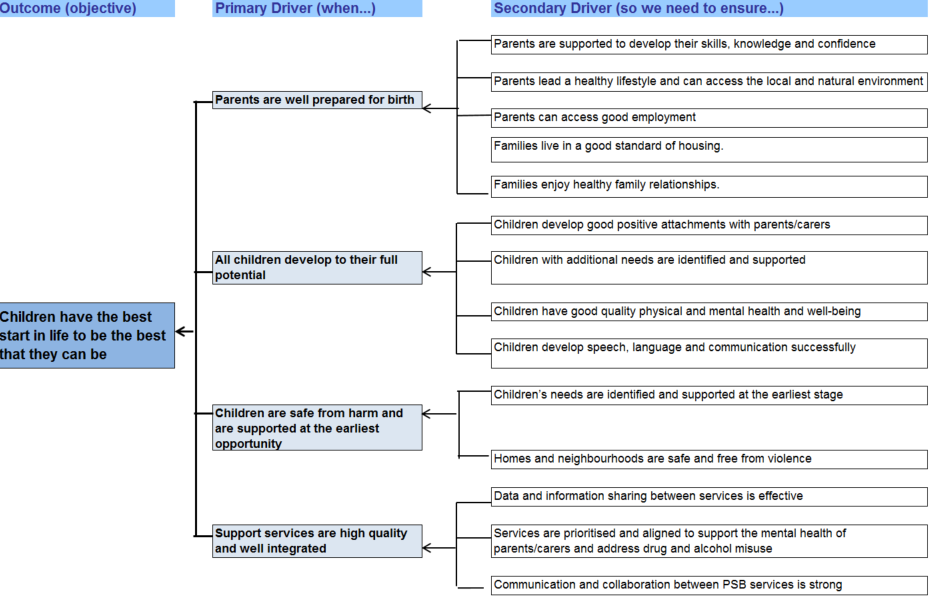 Outcome (objective)
Primary Driver (when...)
Secondary Driver (so we need to ensure...)
Children have the best
start in life to be the best
that they can be
Parents are well prepared for birth
Parents are supported to develop their skills, knowledge and confidence
Parents lead a healthy lifestyle and can access the local and natural environment
Parents can access good employment
Families live in a good standard of housing.
Families enjoy healthy family relationships.
All children develop to their full
potential
Children develop good positive attachments with parents/carers
Children with additional needs are identified and supported
Children have good quality physical and mental health and well-being
Children develop speech, language and communication successfully
Children are safe from harm and
are supported at the earliest
opportunity
Children's needs are identified and supported at the earliest stage
Homes and neighbourhoods are safe and free from violence
Support services are high quality
and well integrated
Data and information sharing between services is effective
Services are prioritised and aligned to support the mental health of
parents/carers and address drug and alcohol misuse
Communication and collaboration between PSB services is strong